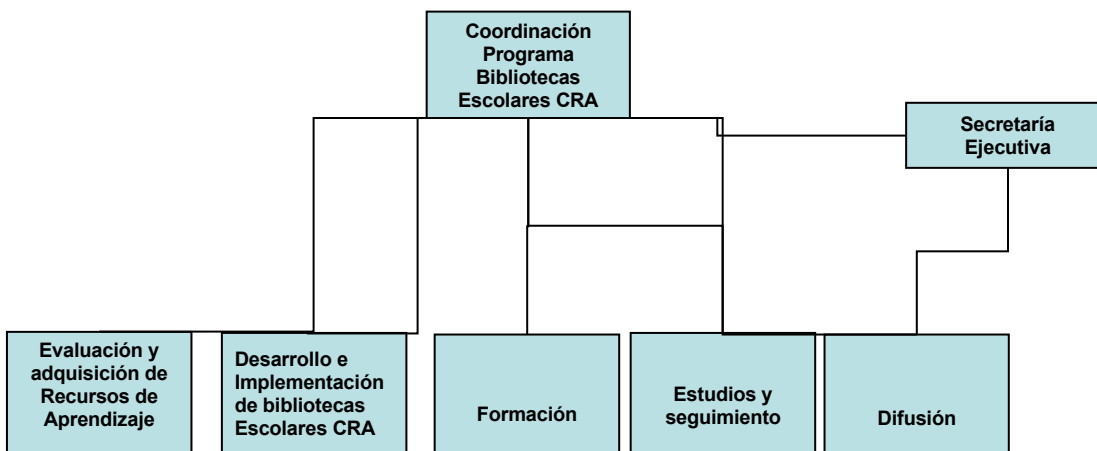 Coordinación
Programa
Bibliotecas
Escolares CRA
Secretaría
Ejecutiva
Evaluación y
adquisición de
Recursos de
Aprendizaje
Desarrollo e
Implementación
de bibliotecas
Escolares CRA
Formación
Estudios y
seguimiento
Difusión